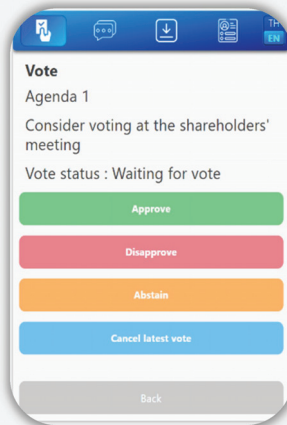 TH
EN
Vote
Agenda 1
Consider voting at the shareholders'
meeting
Vote status : Waiting for vote
Approve
Disapprove
Abstain
Cancel latest vote
Back